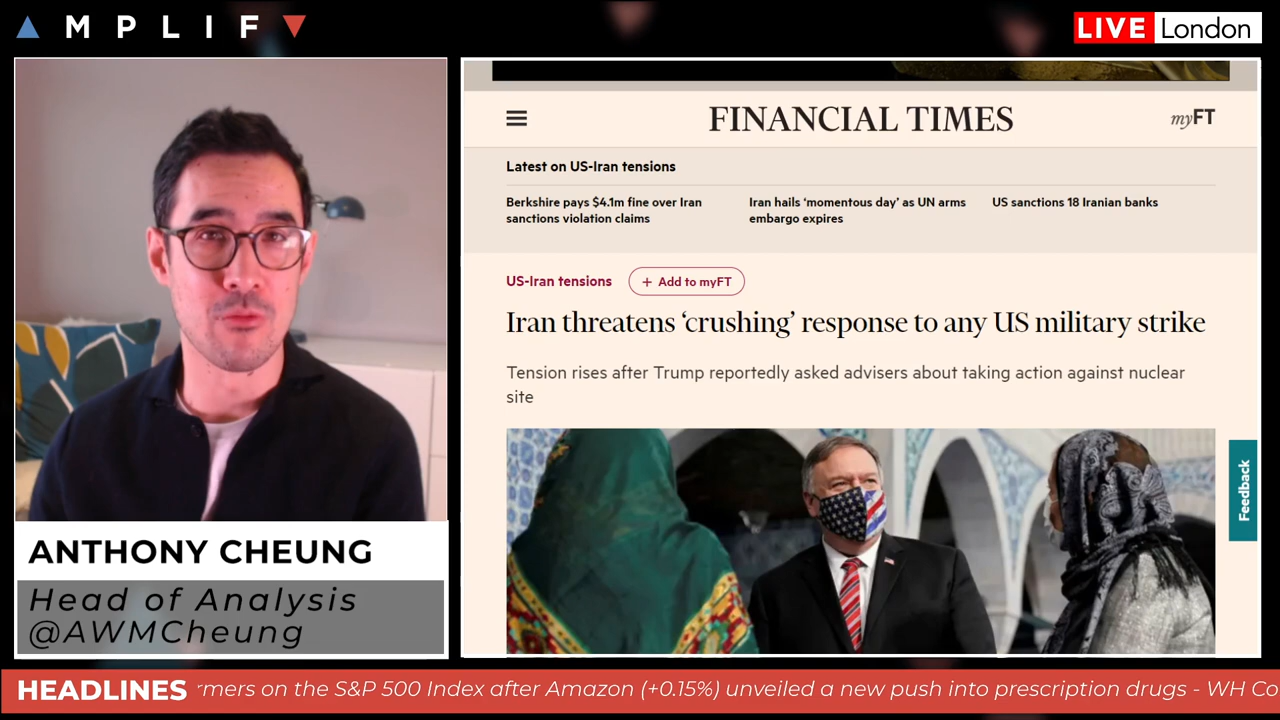 AMPLIFY
LIVE London
FINANCIAL TIMES
myFT
Latest on US-Iran tensions
Berkshire pays $4.1m fine over Iran
sanctions violation claims
Iran hails ‘momentous day’ as UN arms
embargo expires
US sanctions 18 Iranian banks
US-Iran tensions
+ Add to myFT
Iran threatens ‘crushing’ response to any US military strike
Tension rises after Trump reportedly asked advisers about taking action against nuclear
site
Feedback
ANTHONY CHEUNG
Head of Analysis
@AWMCheung
HEADLINES rmers on the S&P 500 Index after Amazon (+0.15%) unveiled a new push into prescription drugs - WH Co